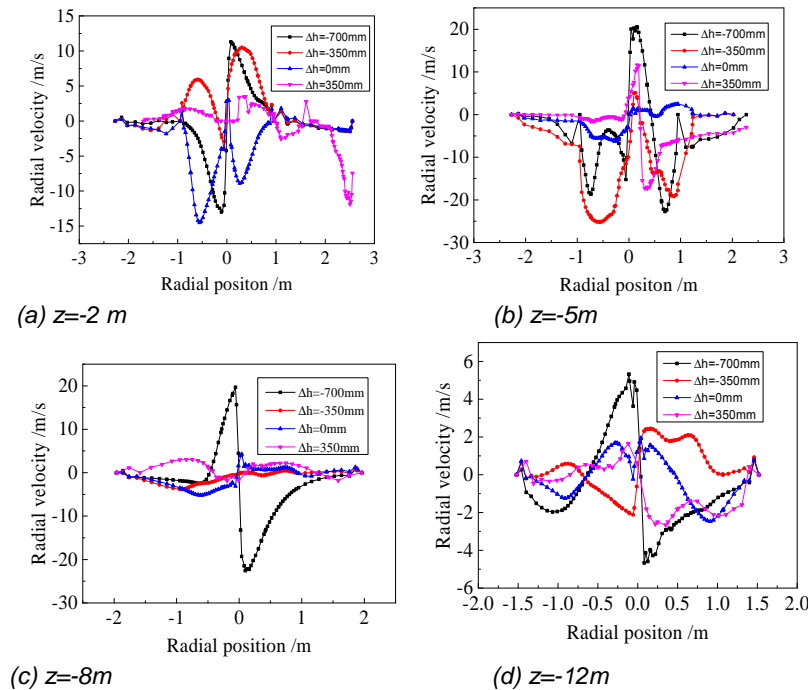 15
10
5
0
-5
-10
-15
-3 -2 -1 0 1 2 3
Radial velocity /m/s
Radial positon /m
Δh=-700mm
Δh=-350mm
Δh=0mm
Δh=350mm
(a) z=-2 m
20
10
0
-10
-20
-30
-3 -2 -1 0 1 2 3
Radial velocity /m/s
Radial positon /m
Δh=-700mm
Δh=-350mm
Δh=0mm
Δh=350mm
(b) z=-5m
20
10
0
-10
-20
-30
-2 -1 0 1 2
Radial velocity /m/s
Radial position /m
Δh=-700mm
Δh=-350mm
Δh=0mm
Δh=350mm
(c) z=-8m
6
4
2
0
-2
-4
-6
2.0 -1.5 -1.0 -0.5 0.0 0.5 1.0 1.5 2.0
Radial velocity /m/s
Radial positon /m
Δh=-700mm
Δh=-350mm
Δh=0mm
Δh=350mm
(d) z=-12m